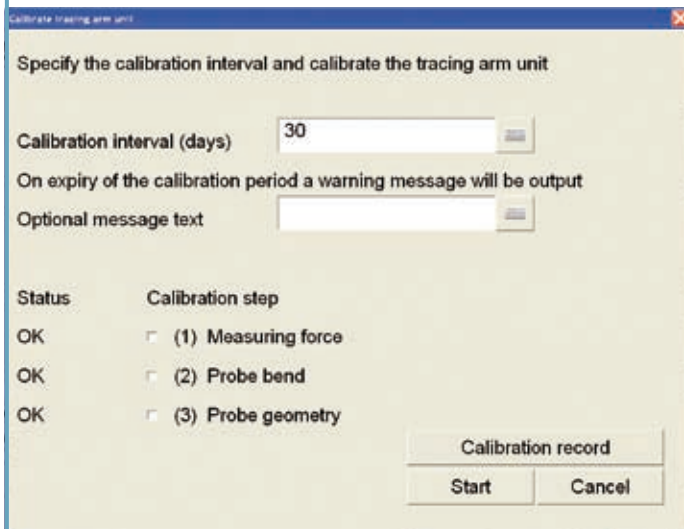 Calibrate tracing arm unit
Specify the calibration interval and calibrate the tracing arm unit
Calibration interval (days) 30
On expiry of the calibration period a warning message will be output
Optional message text
Status Calibration step
OK (1) Measuring force
OK (2) Probe bend
OK (3) Probe geometry
Calibration record
Start Cancel